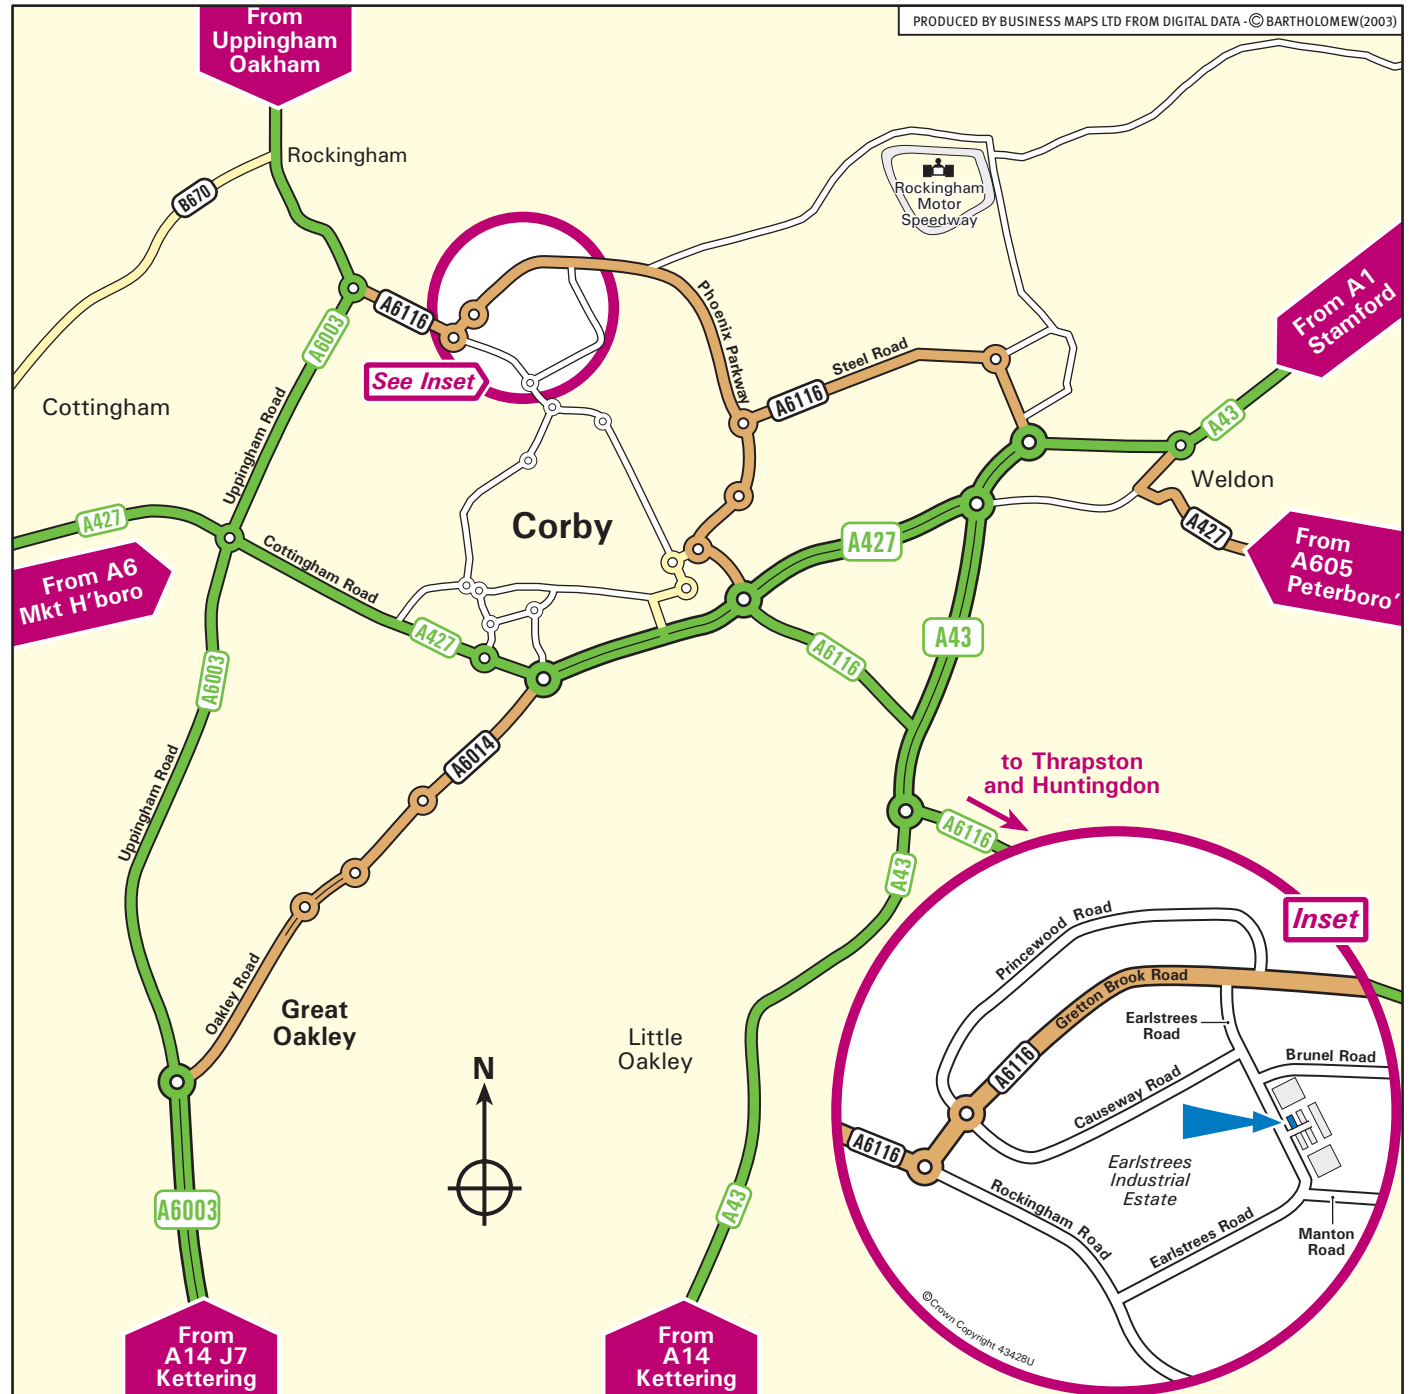 From
Uppingham
Oakham
PRODUCED BY BUSINESS MAPS LTD FROM DIGITAL DATA - © BARTHOLOMEW(2003)
Rockingham
B670
Rockingham
Motor
Speedway
From A1
Stamford
A6116
A6003
Phoenix Parkway
See Inset
Steel Road
A6116
A43
Cottingham
Uppingham Road
Weldon
A427
Corby
A427
A427
From
A605
Peterboro'
From A6
Mkt H'boro
Cottingham Road
A427
A43
A6116
A6003
A6014
Uppingham Road
to Thrapston
and Huntingdon
A6116
A43
Oakley Road
Great
Oakley
Little
Oakley
N
A6003
A43
From
A14 J7
Kettering
From
A14
Kettering
Inset
Princewood Road
Gretton Brook Road
Earlstrees
Road
A6116
Brunel Road
Causeway Road
A6116
Earlstrees
Industrial
Estate
Rockingham Road
Earlstrees Road
Manton
Road
©Crown Copyright 43428U